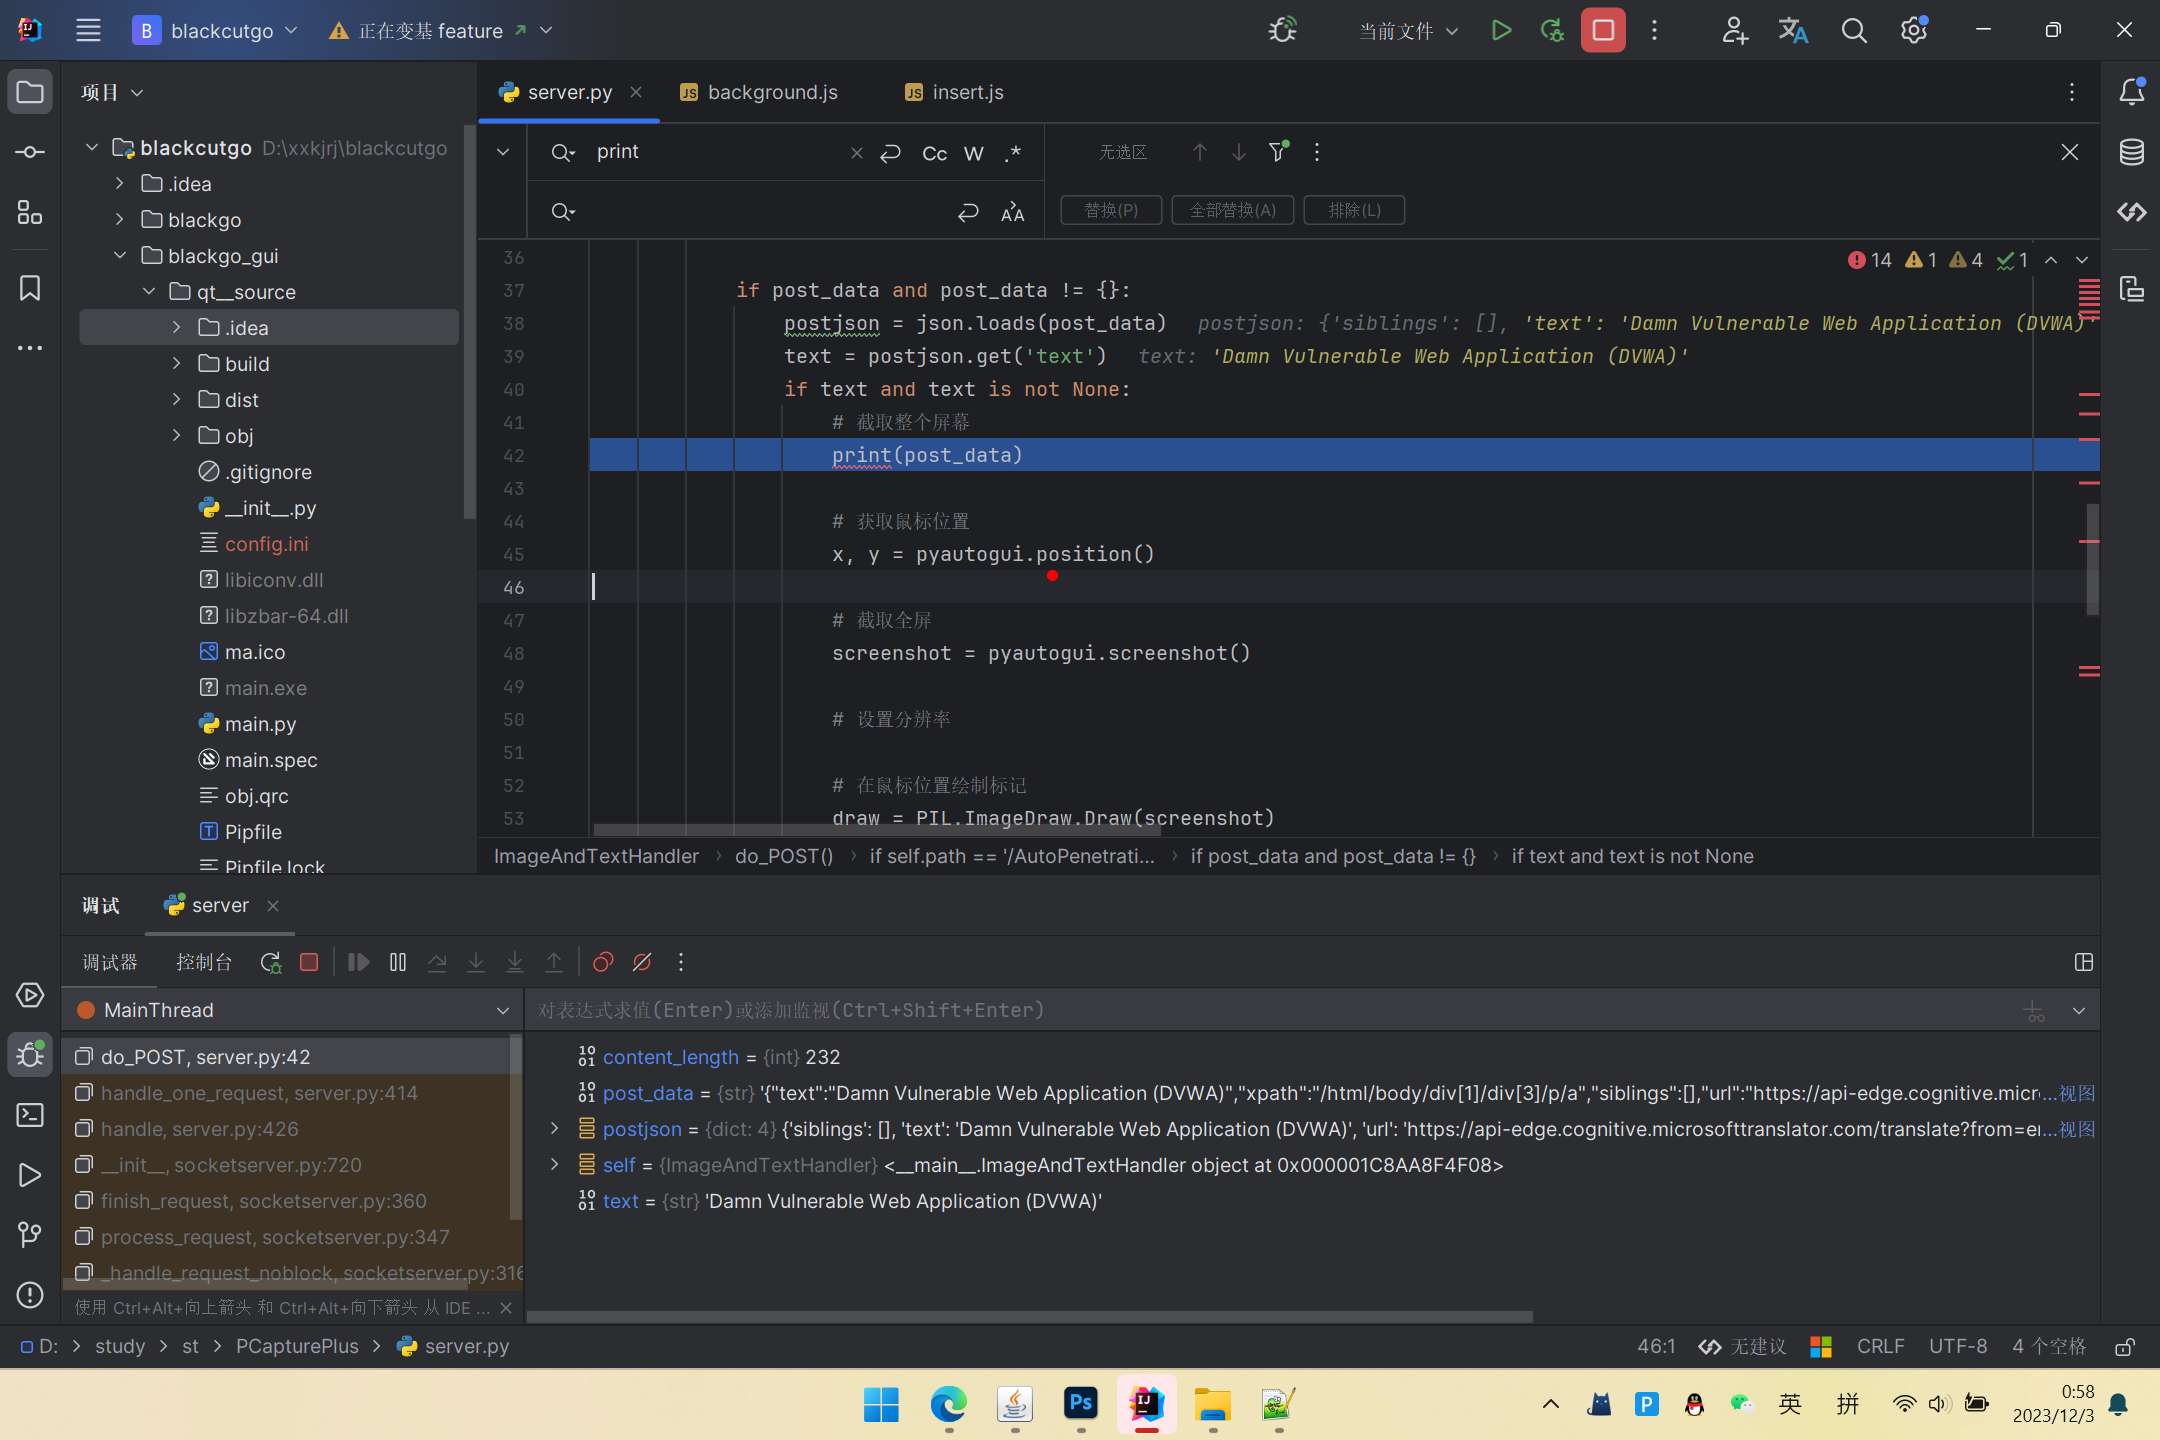 B blackcutgo 正在变基 feature 当前文件
项目
server.py background.js insert.js
blackcutgo D:\xxkjrj\blackcutgo
.idea
blackgo
blackgo_gui
qt__source
.idea
build
dist
obj
.gitignore
__init__.py
config.ini
libiconv.dll
libzbar-64.dll
ma.ico
main.exe
main.py
main.spec
obj.qrc
Pipfile
Pipfile.lock
print Cc W .* 无选区
替换(P) 全部替换(A) 排除(L)
14 1 4 1
36
37 if post_data and post_data != {}:
38 postjson = json.loads(post_data) postjson: {'siblings': [], 'text': 'Damn Vulnerable Web Application (DVWA)'
39 text = postjson.get('text') text: 'Damn Vulnerable Web Application (DVWA)'
40 if text and text is not None:
41 # 截取整个屏幕
42 print(post_data)
43
44 # 获取鼠标位置
45 x, y = pyautogui.position()
46
47 # 截取全屏
48 screenshot = pyautogui.screenshot()
49
50 # 设置分辨率
51
52 # 在鼠标位置绘制标记
53 draw = PIL.ImageDraw.Draw(screenshot)
ImageAndTextHandler do_POST() if self.path == '/AutoPenetrati... if post_data and post_data != {} if text and text is not None
调试 server
调试器 控制台
MainThread
do_POST, server.py:42
handle_one_request, server.py:414
handle, server.py:426
__init__, socketserver.py:720
finish_request, socketserver.py:360
process_request, socketserver.py:347
_handle_request_noblock, socketserver.py:316
使用 Ctrl+Alt+向上箭头 和 Ctrl+Alt+向下箭头 从 IDE ...
对表达式求值(Enter)或添加监视(Ctrl+Shift+Enter)
content_length = {int} 232
post_data = {str} '{"text":"Damn Vulnerable Web Application (DVWA)","xpath":"/html/body/div[1]/div[3]/p/a","siblings":[],"url":"https://api-edge.cognitive.micr...视图
postjson = {dict: 4} {'siblings': [], 'text': 'Damn Vulnerable Web Application (DVWA)', 'url': 'https://api-edge.cognitive.microsofttranslator.com/translate?from=e...视图
self = {ImageAndTextHandler} <__main__.ImageAndTextHandler object at 0x000001C8AA8F4F08>
text = {str} 'Damn Vulnerable Web Application (DVWA)'
D: study st PCapturePlus server.py 46:1 无建议 CRLF UTF-8 4 个空格
Ps IJ P 英 拼 0:58
2023/12/3